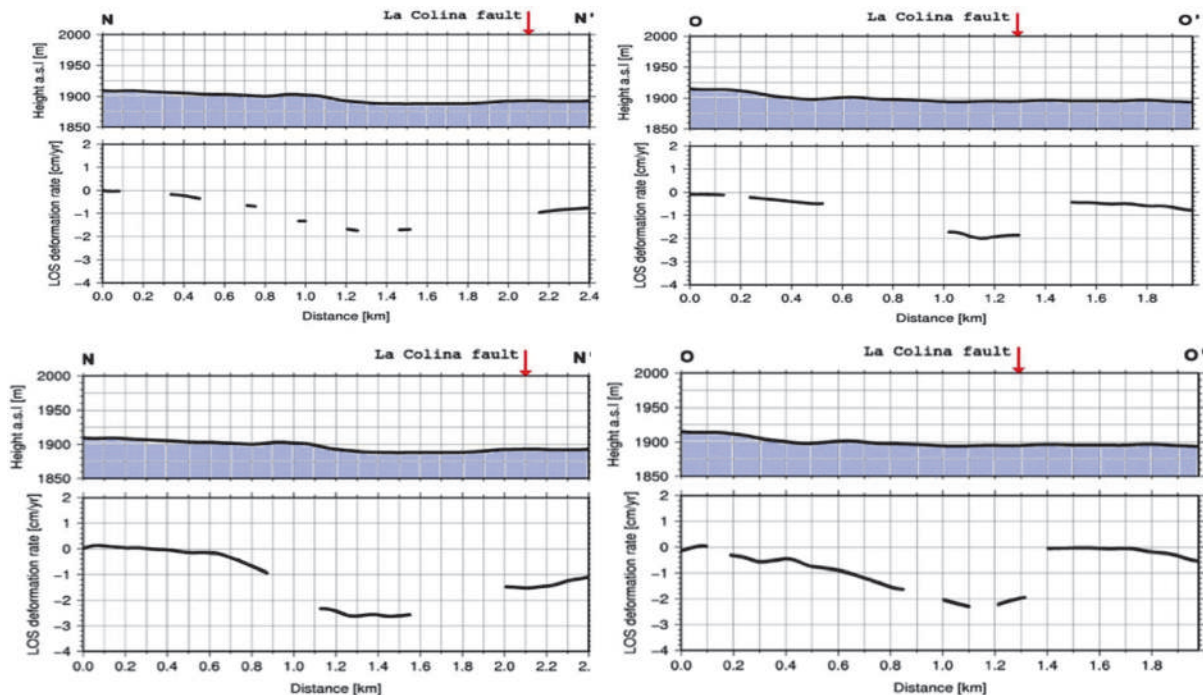 N La Colina fault N'
2000
1950
1900
1850
Height a.s.l [m]
2
1
0
−1
−2
−3
−4
LOS deformation rate [cm/yr]
0.0 0.2 0.4 0.6 0.8 1.0 1.2 1.4 1.6 1.8 2.0 2.2 2.4
Distance [km]
O La Colina fault O'
2000
1950
1900
1850
Height a.s.l [m]
2
1
0
−1
−2
−3
−4
LOS deformation rate [cm/yr]
0.0 0.2 0.4 0.6 0.8 1.0 1.2 1.4 1.6 1.8
Distance [km]
N La Colina fault N'
2000
1950
1900
1850
Height a.s.l [m]
2
1
0
−1
−2
−3
−4
LOS deformation rate [cm/yr]
0.0 0.2 0.4 0.6 0.8 1.0 1.2 1.4 1.6 1.8 2.0 2.2 2.
Distance [km]
O La Colina fault O'
2000
1950
1900
1850
Height a.s.l [m]
2
1
0
−1
−2
−3
−4
LOS deformation rate [cm/yr]
0.0 0.2 0.4 0.6 0.8 1.0 1.2 1.4 1.6 1.8
Distance [km]